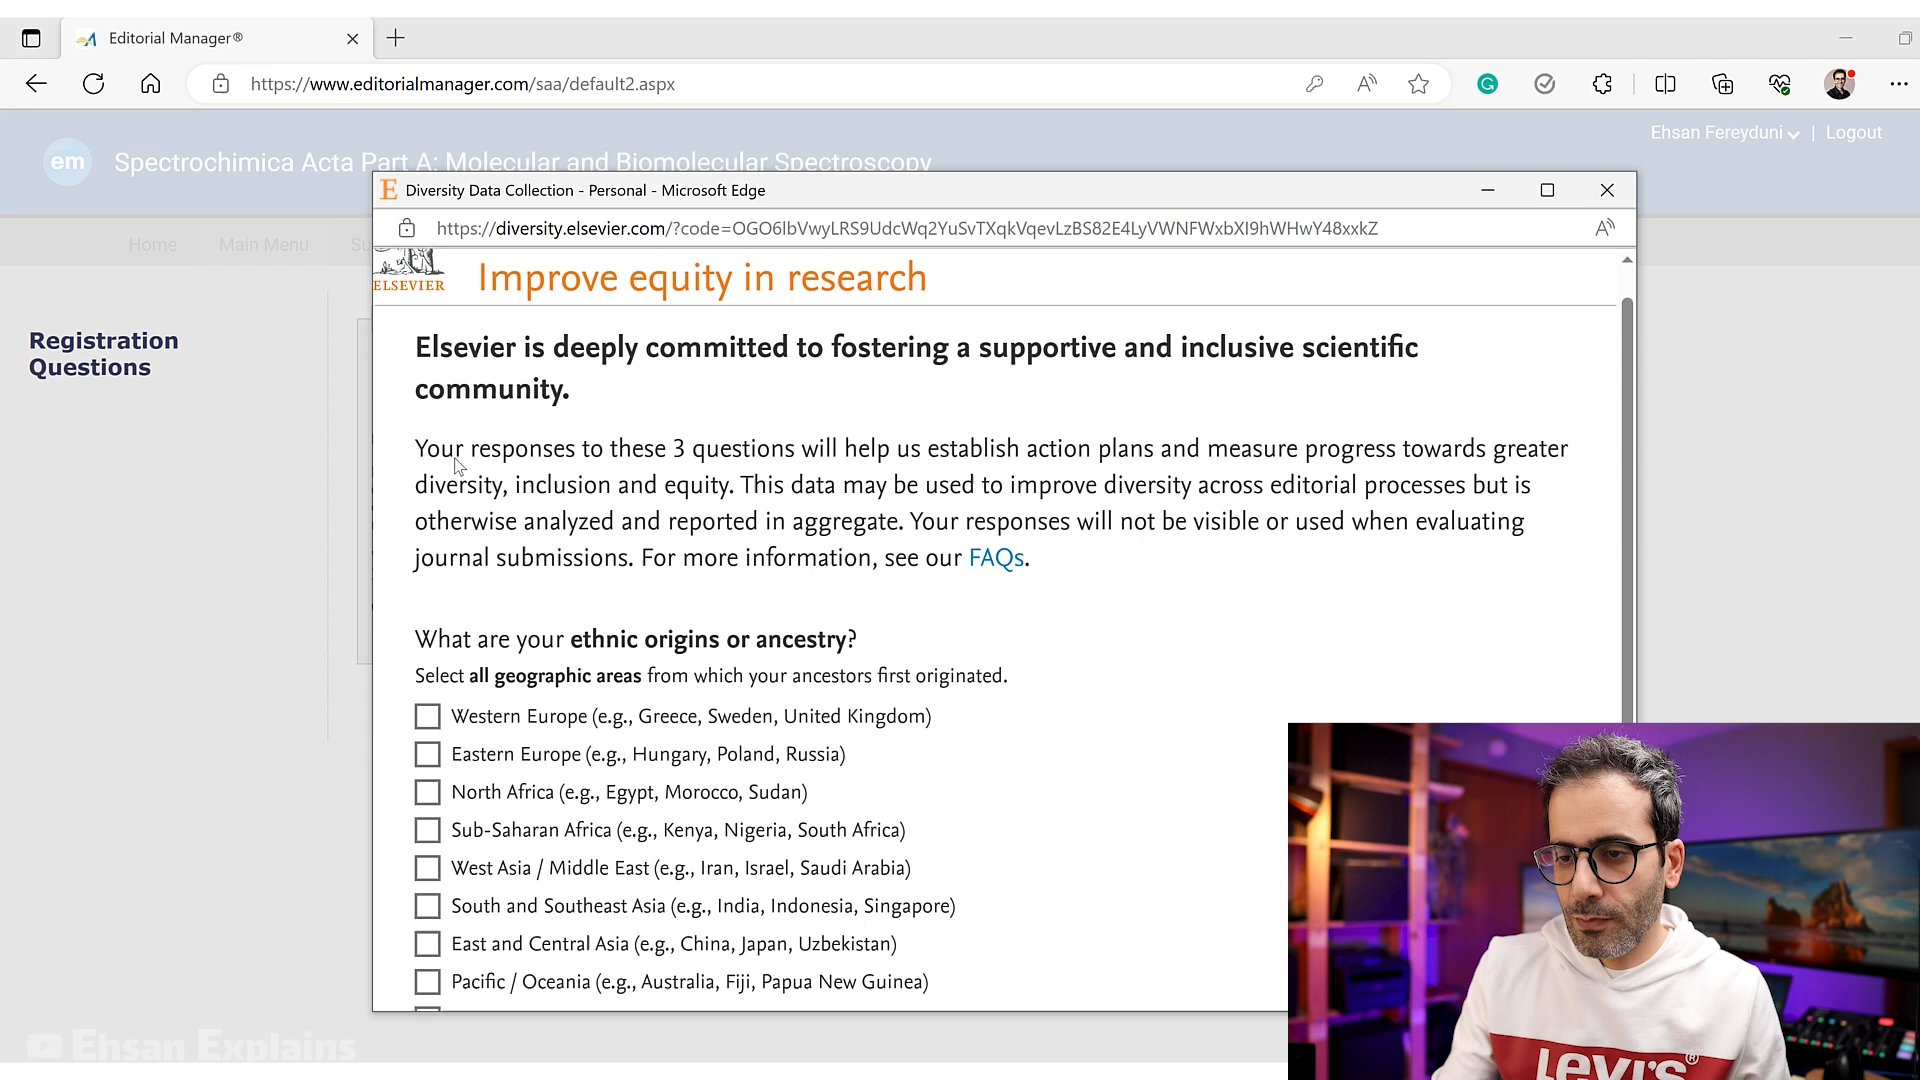 Editorial Manager®
https://www.editorialmanager.com/saa/default2.aspx
Ehsan Fereyduni | Logout
em Spectrochimica Acta Part A: Molecular and Biomolecular Spectroscopy
Diversity Data Collection - Personal - Microsoft Edge
https://diversity.elsevier.com/?code=OGO6lbVwyLRS9UdcWq2YuSvTXqkVqevLzBS82E4LyVWNFWxbXI9hWHwY48xxkZ
Home Main Menu
ELSEVIER Improve equity in research
Registration
Questions
Elsevier is deeply committed to fostering a supportive and inclusive scientific
community.
Your responses to these 3 questions will help us establish action plans and measure progress towards greater
diversity, inclusion and equity. This data may be used to improve diversity across editorial processes but is
otherwise analyzed and reported in aggregate. Your responses will not be visible or used when evaluating
journal submissions. For more information, see our FAQs.
What are your ethnic origins or ancestry?
Select all geographic areas from which your ancestors first originated.
Western Europe (e.g., Greece, Sweden, United Kingdom)
Eastern Europe (e.g., Hungary, Poland, Russia)
North Africa (e.g., Egypt, Morocco, Sudan)
Sub-Saharan Africa (e.g., Kenya, Nigeria, South Africa)
West Asia / Middle East (e.g., Iran, Israel, Saudi Arabia)
South and Southeast Asia (e.g., India, Indonesia, Singapore)
East and Central Asia (e.g., China, Japan, Uzbekistan)
Pacific / Oceania (e.g., Australia, Fiji, Papua New Guinea)
Ehsan Explains
Levi's®